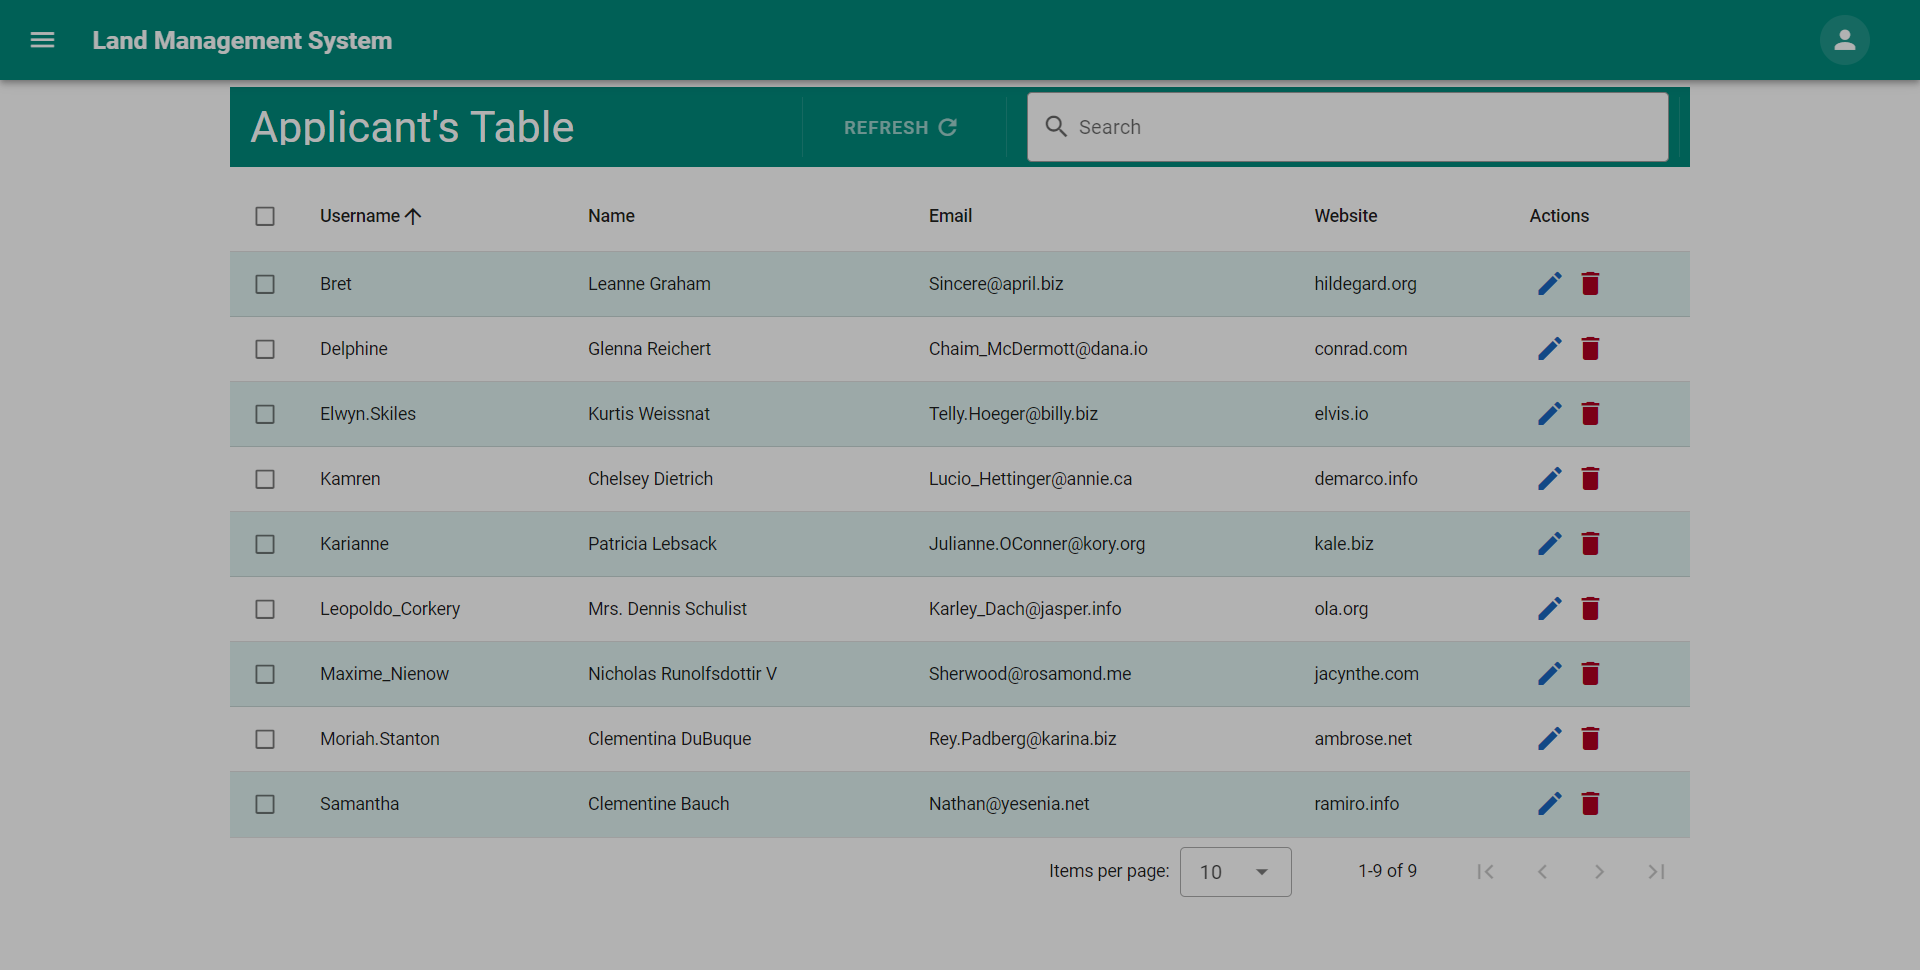 Land Management System
Applicant's Table REFRESH Search
Username Name Email Website Actions
Bret Leanne Graham Sincere@april.biz hildegard.org
Delphine Glenna Reichert Chaim_McDermott@dana.io conrad.com
Elwyn.Skiles Kurtis Weissnat Telly.Hoeger@billy.biz elvis.io
Kamren Chelsey Dietrich Lucio_Hettinger@annie.ca demarco.info
Karianne Patricia Lebsack Julianne.OConner@kory.org kale.biz
Leopoldo_Corkery Mrs. Dennis Schulist Karley_Dach@jasper.info ola.org
Maxime_Nienow Nicholas Runolfsdottir V Sherwood@rosamond.me jacynthe.com
Moriah.Stanton Clementina DuBuque Rey.Padberg@karina.biz ambrose.net
Samantha Clementine Bauch Nathan@yesenia.net ramiro.info
Items per page: 10 1-9 of 9